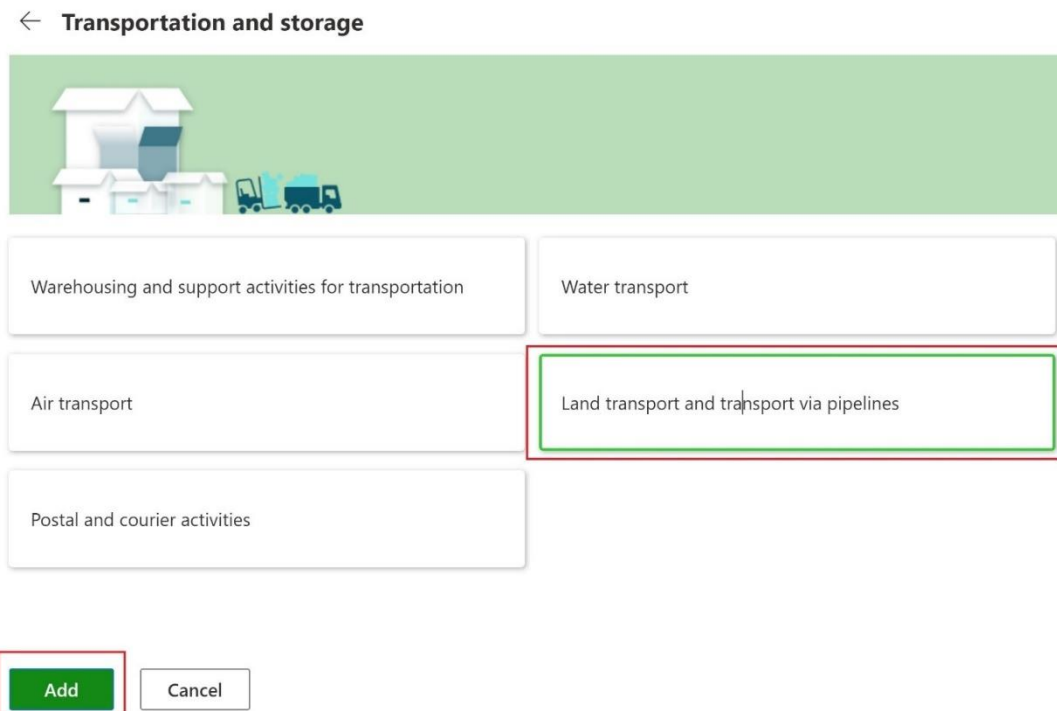 Transportation and storage
Warehousing and support activities for transportation
Water transport
Air transport
Land transport and transport via pipelines
Postal and courier activities
Add
Cancel